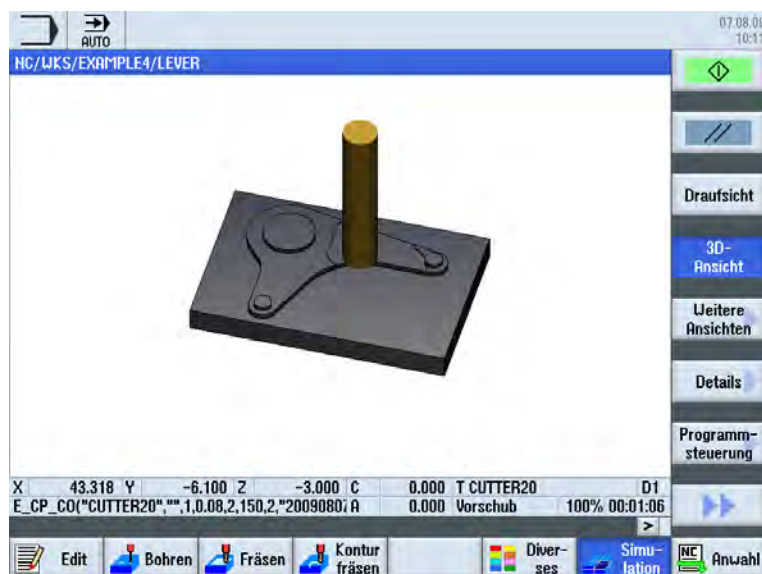 AUTO
07.08.09
10:11
NC/WKS/EXAMPLE4/LEVER
Draufsicht
3D-
Ansicht
Weitere
Ansichten
Details
Programm-
steuerung
X 43.318 Y -6.100 Z -3.000 C 0.000 T CUTTER20 D1
E_CP_CO("CUTTER20","",1,0.08,2,150,2,"2009080 A 0.000 Vorschub 100% 00:01:06
>
Edit
Bohren
Fräsen
Kontur
fräsen
Diver-
ses
Simu-
lation
NC
Anwahl